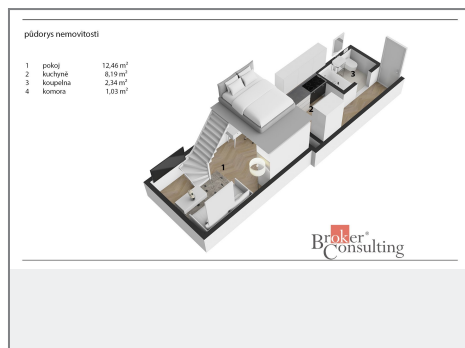 půdorys nemovitosti
1 pokoj 12,46 m²
2 kuchyně 8,19 m²
3 koupelna 2,34 m²
4 komora 1,03 m²
3
2
1
Broker®
Consulting